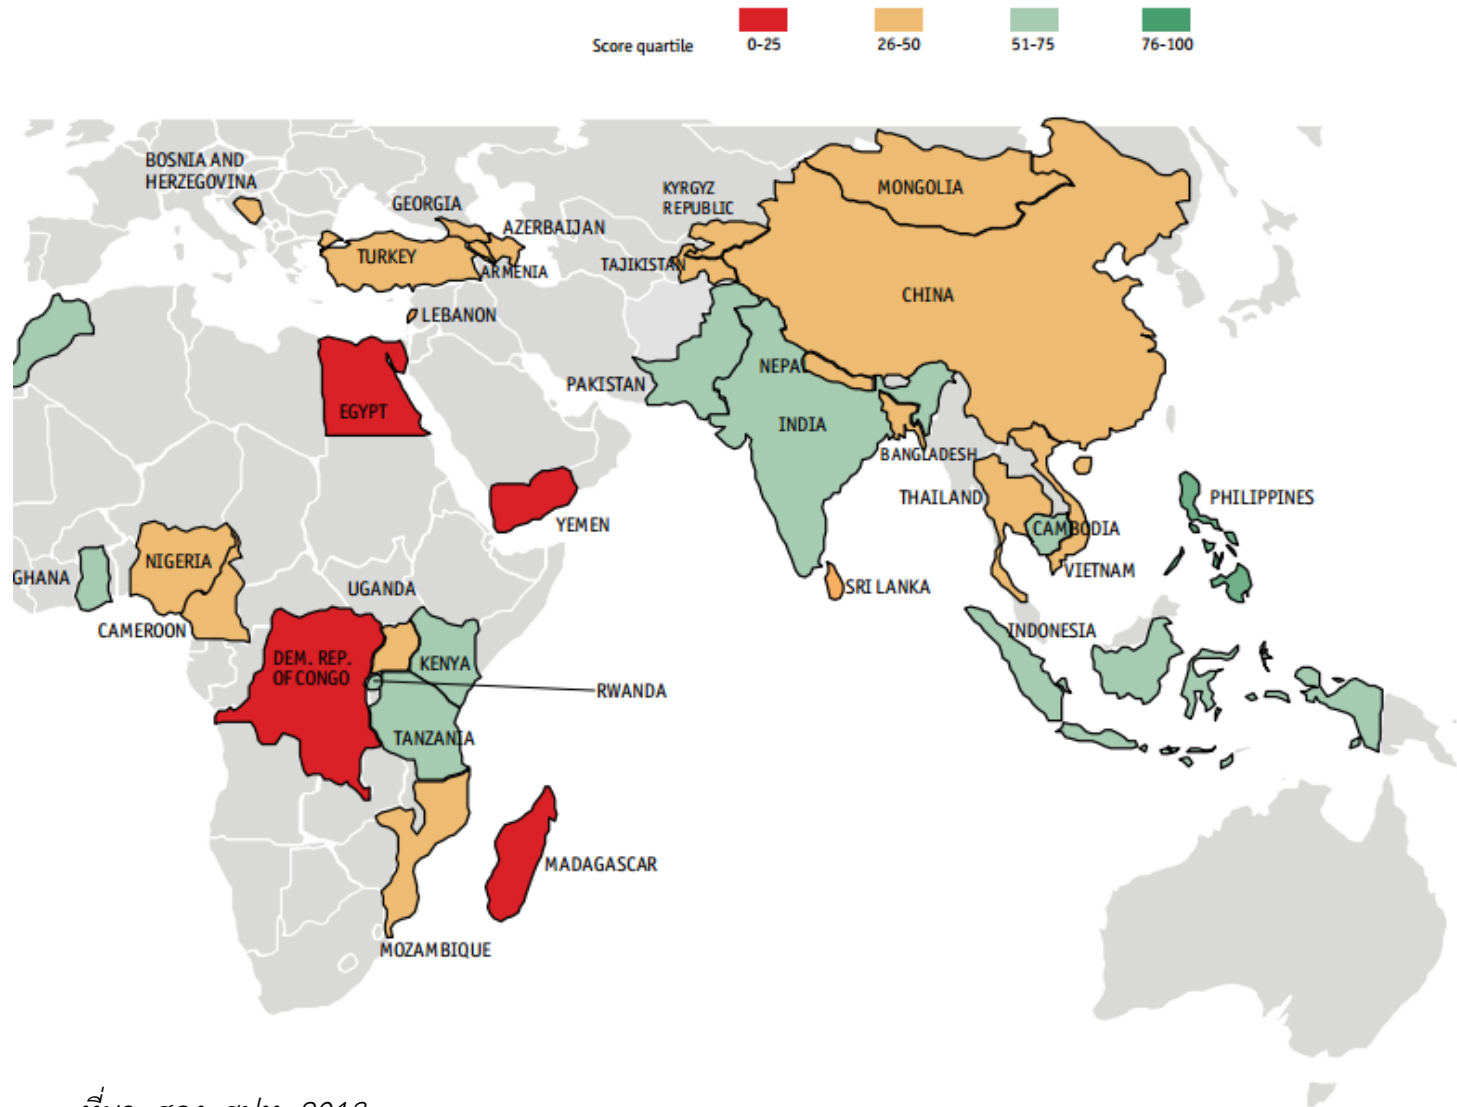 Score quartile
0-25
26-50
51-75
76-100
BOSNIA AND
HERZEGOVINA
GEORGIA
KYRGYZ
REPUBLIC
MONGOLIA
AZERBAIJAN
TURKEY
TAJIKISTAN
ARMENIA
CHINA
LEBANON
NEPAL
PAKISTAN
EGYPT
INDIA
BANGLADESH
THAILAND
PHILIPPINES
YEMEN
CAMBODIA
NIGERIA
VIETNAM
GHANA
UGANDA
SRI LANKA
CAMEROON
INDONESIA
DEM. REP.
OF CONGO
KENYA
RWANDA
TANZANIA
MADAGASCAR
MOZAMBIQUE